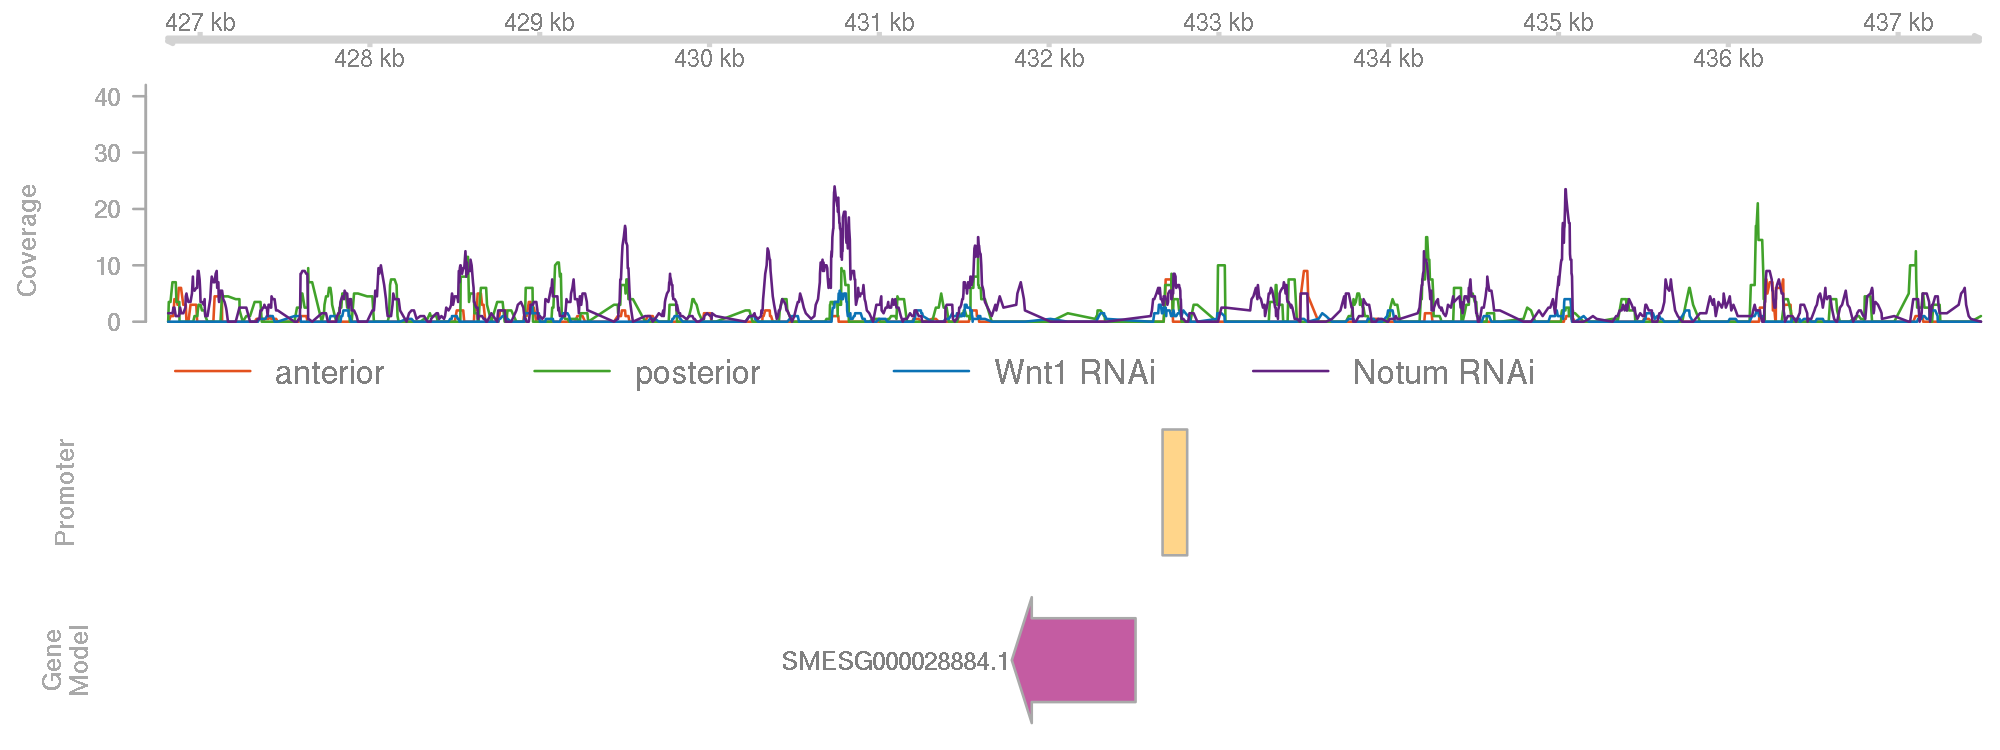 427 kb 429 kb 431 kb 433 kb 435 kb 437 kb
428 kb 430 kb 432 kb 434 kb 436 kb
40
30
20
10
0
Coverage
anterior posterior Wnt1 RNAi Notum RNAi
Promoter
Gene
Model
SMESG000028884.1